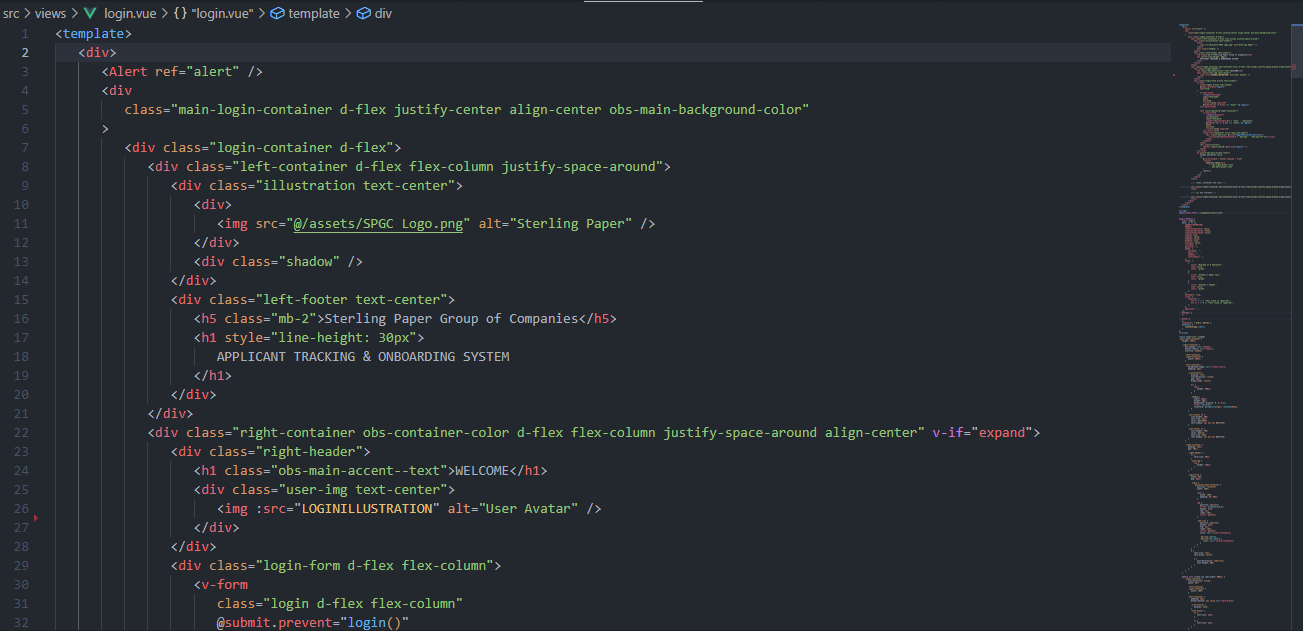 src > views > login.vue > {} "login.vue" > template > div
1 <template>
2 <div>
3 <Alert ref="alert" />
4 <div
5 class="main-login-container d-flex justify-center align-center obs-main-background-color"
6 >
7 <div class="login-container d-flex">
8 <div class="left-container d-flex flex-column justify-space-around">
9 <div class="illustration text-center">
10 <div>
11 <img src="@/assets/SPGC Logo.png" alt="Sterling Paper" />
12 </div>
13 <div class="shadow" />
14 </div>
15 <div class="left-footer text-center">
16 <h5 class="mb-2">Sterling Paper Group of Companies</h5>
17 <h1 style="line-height: 30px">
18 APPLICANT TRACKING & ONBOARDING SYSTEM
19 </h1>
20 </div>
21 </div>
22 <div class="right-container obs-container-color d-flex flex-column justify-space-around align-center" v-if="expand">
23 <div class="right-header">
24 <h1 class="obs-main-accent--text">WELCOME</h1>
25 <div class="user-img text-center">
26 <img :src="LOGINILLUSTRATION" alt="User Avatar" />
27 </div>
28 </div>
29 <div class="login-form d-flex flex-column">
30 <v-form
31 class="login d-flex flex-column"
32 @submit.prevent="login()"